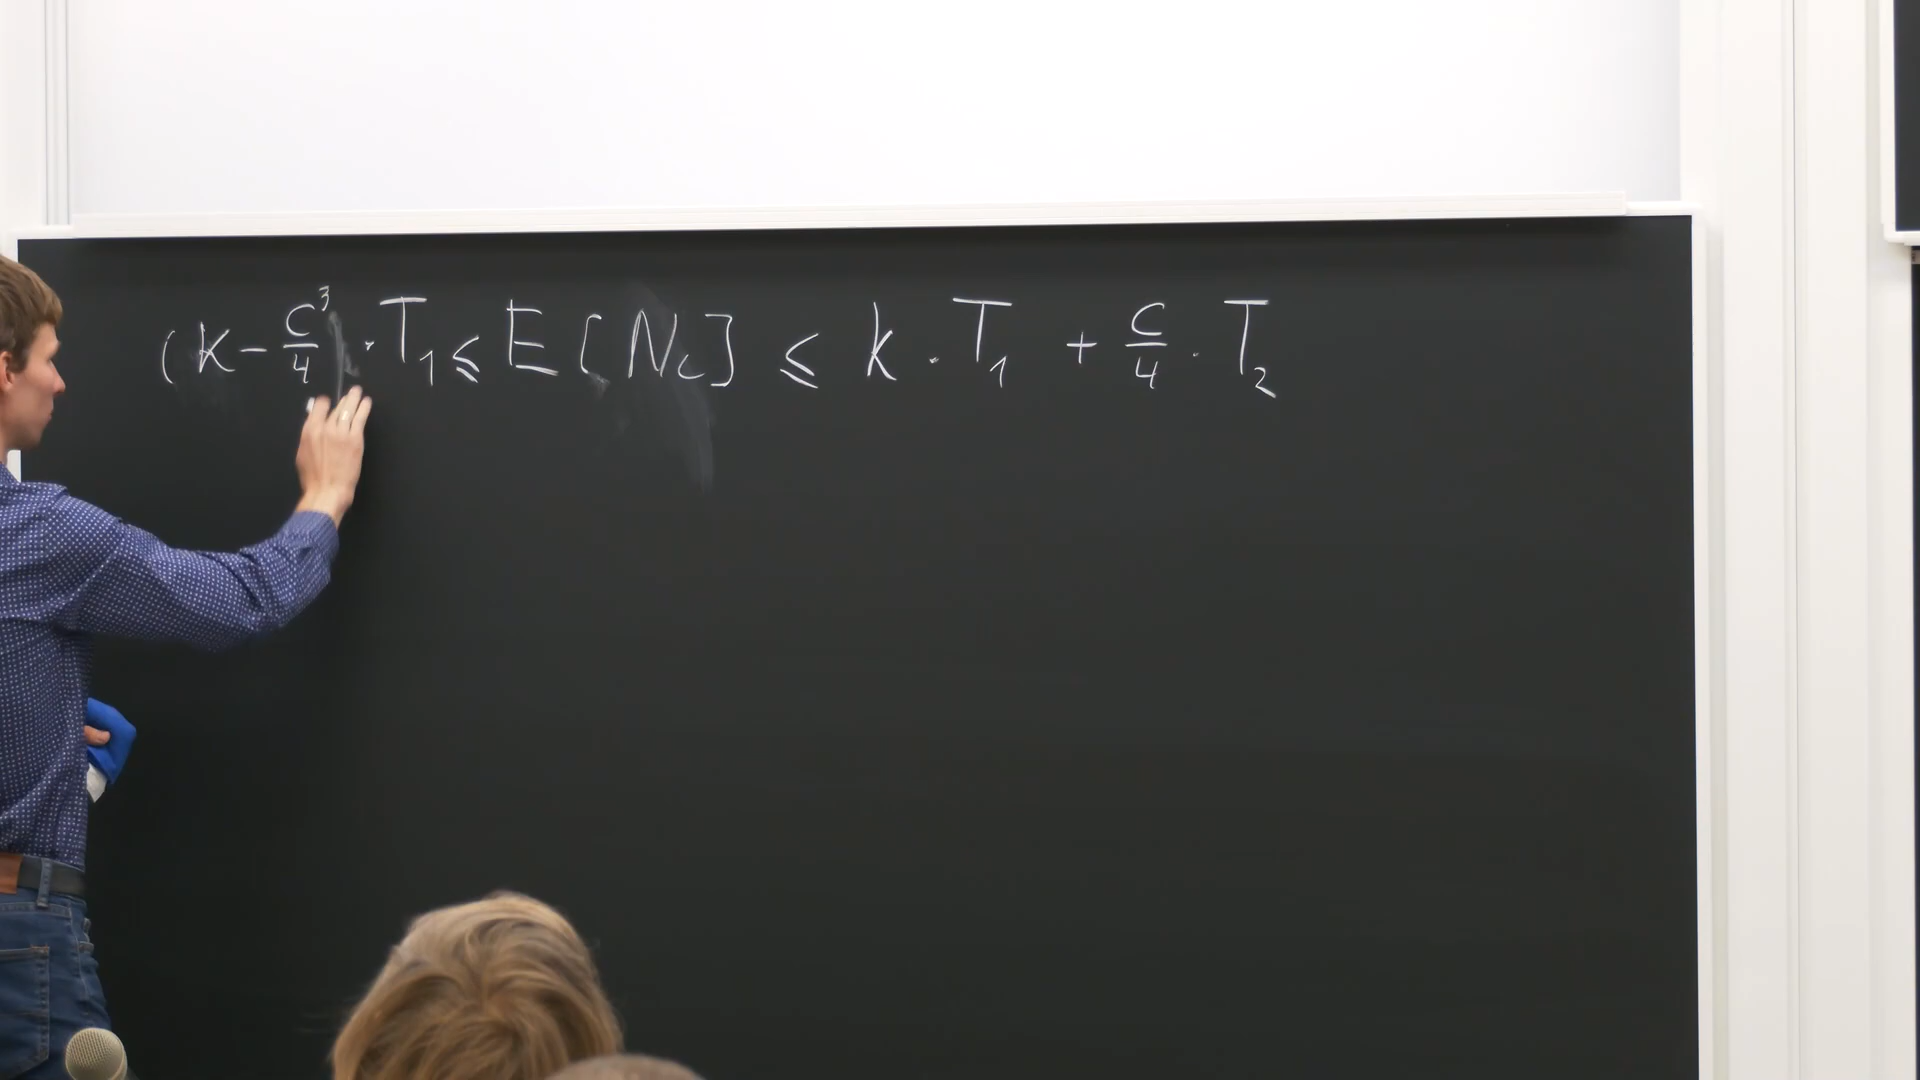 (k - c³/4 · T₁ ≤ E[N_c] ≤ k · T₁ + c/4 · T₂